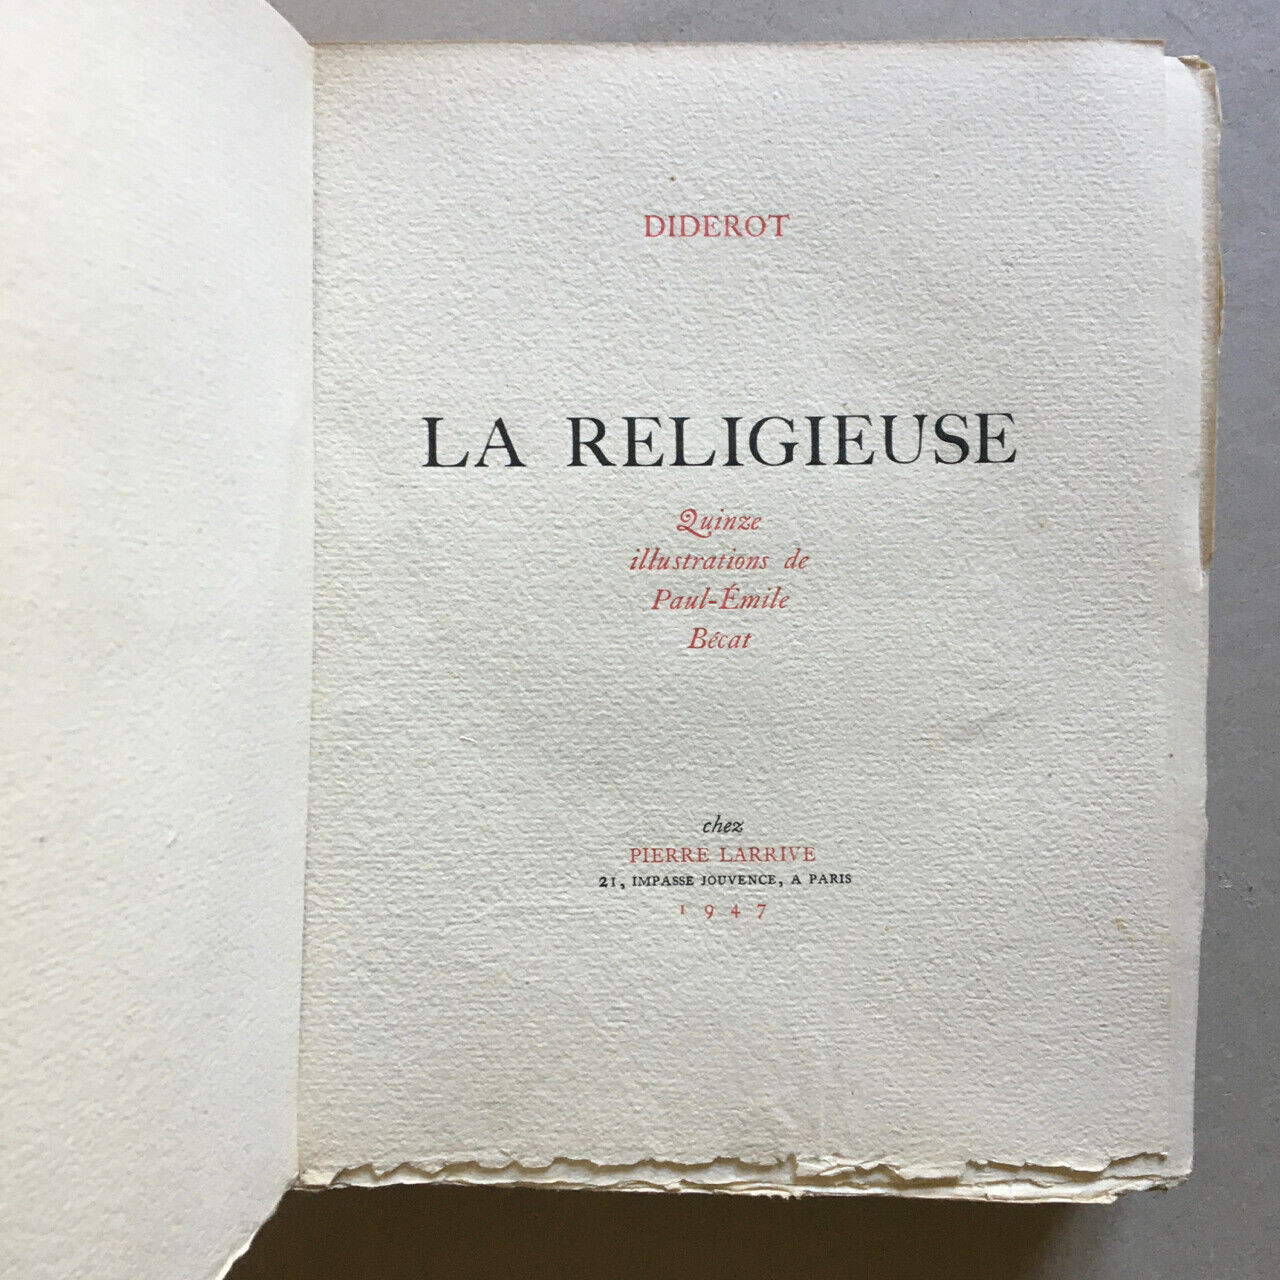 DIDEROT
LA RELIGIEUSE
Quinze
illustrations de
Paul-Émile
Bécat
chez
PIERRE LARRIVE
21, IMPASSE JOUVENCE, A PARIS
1947